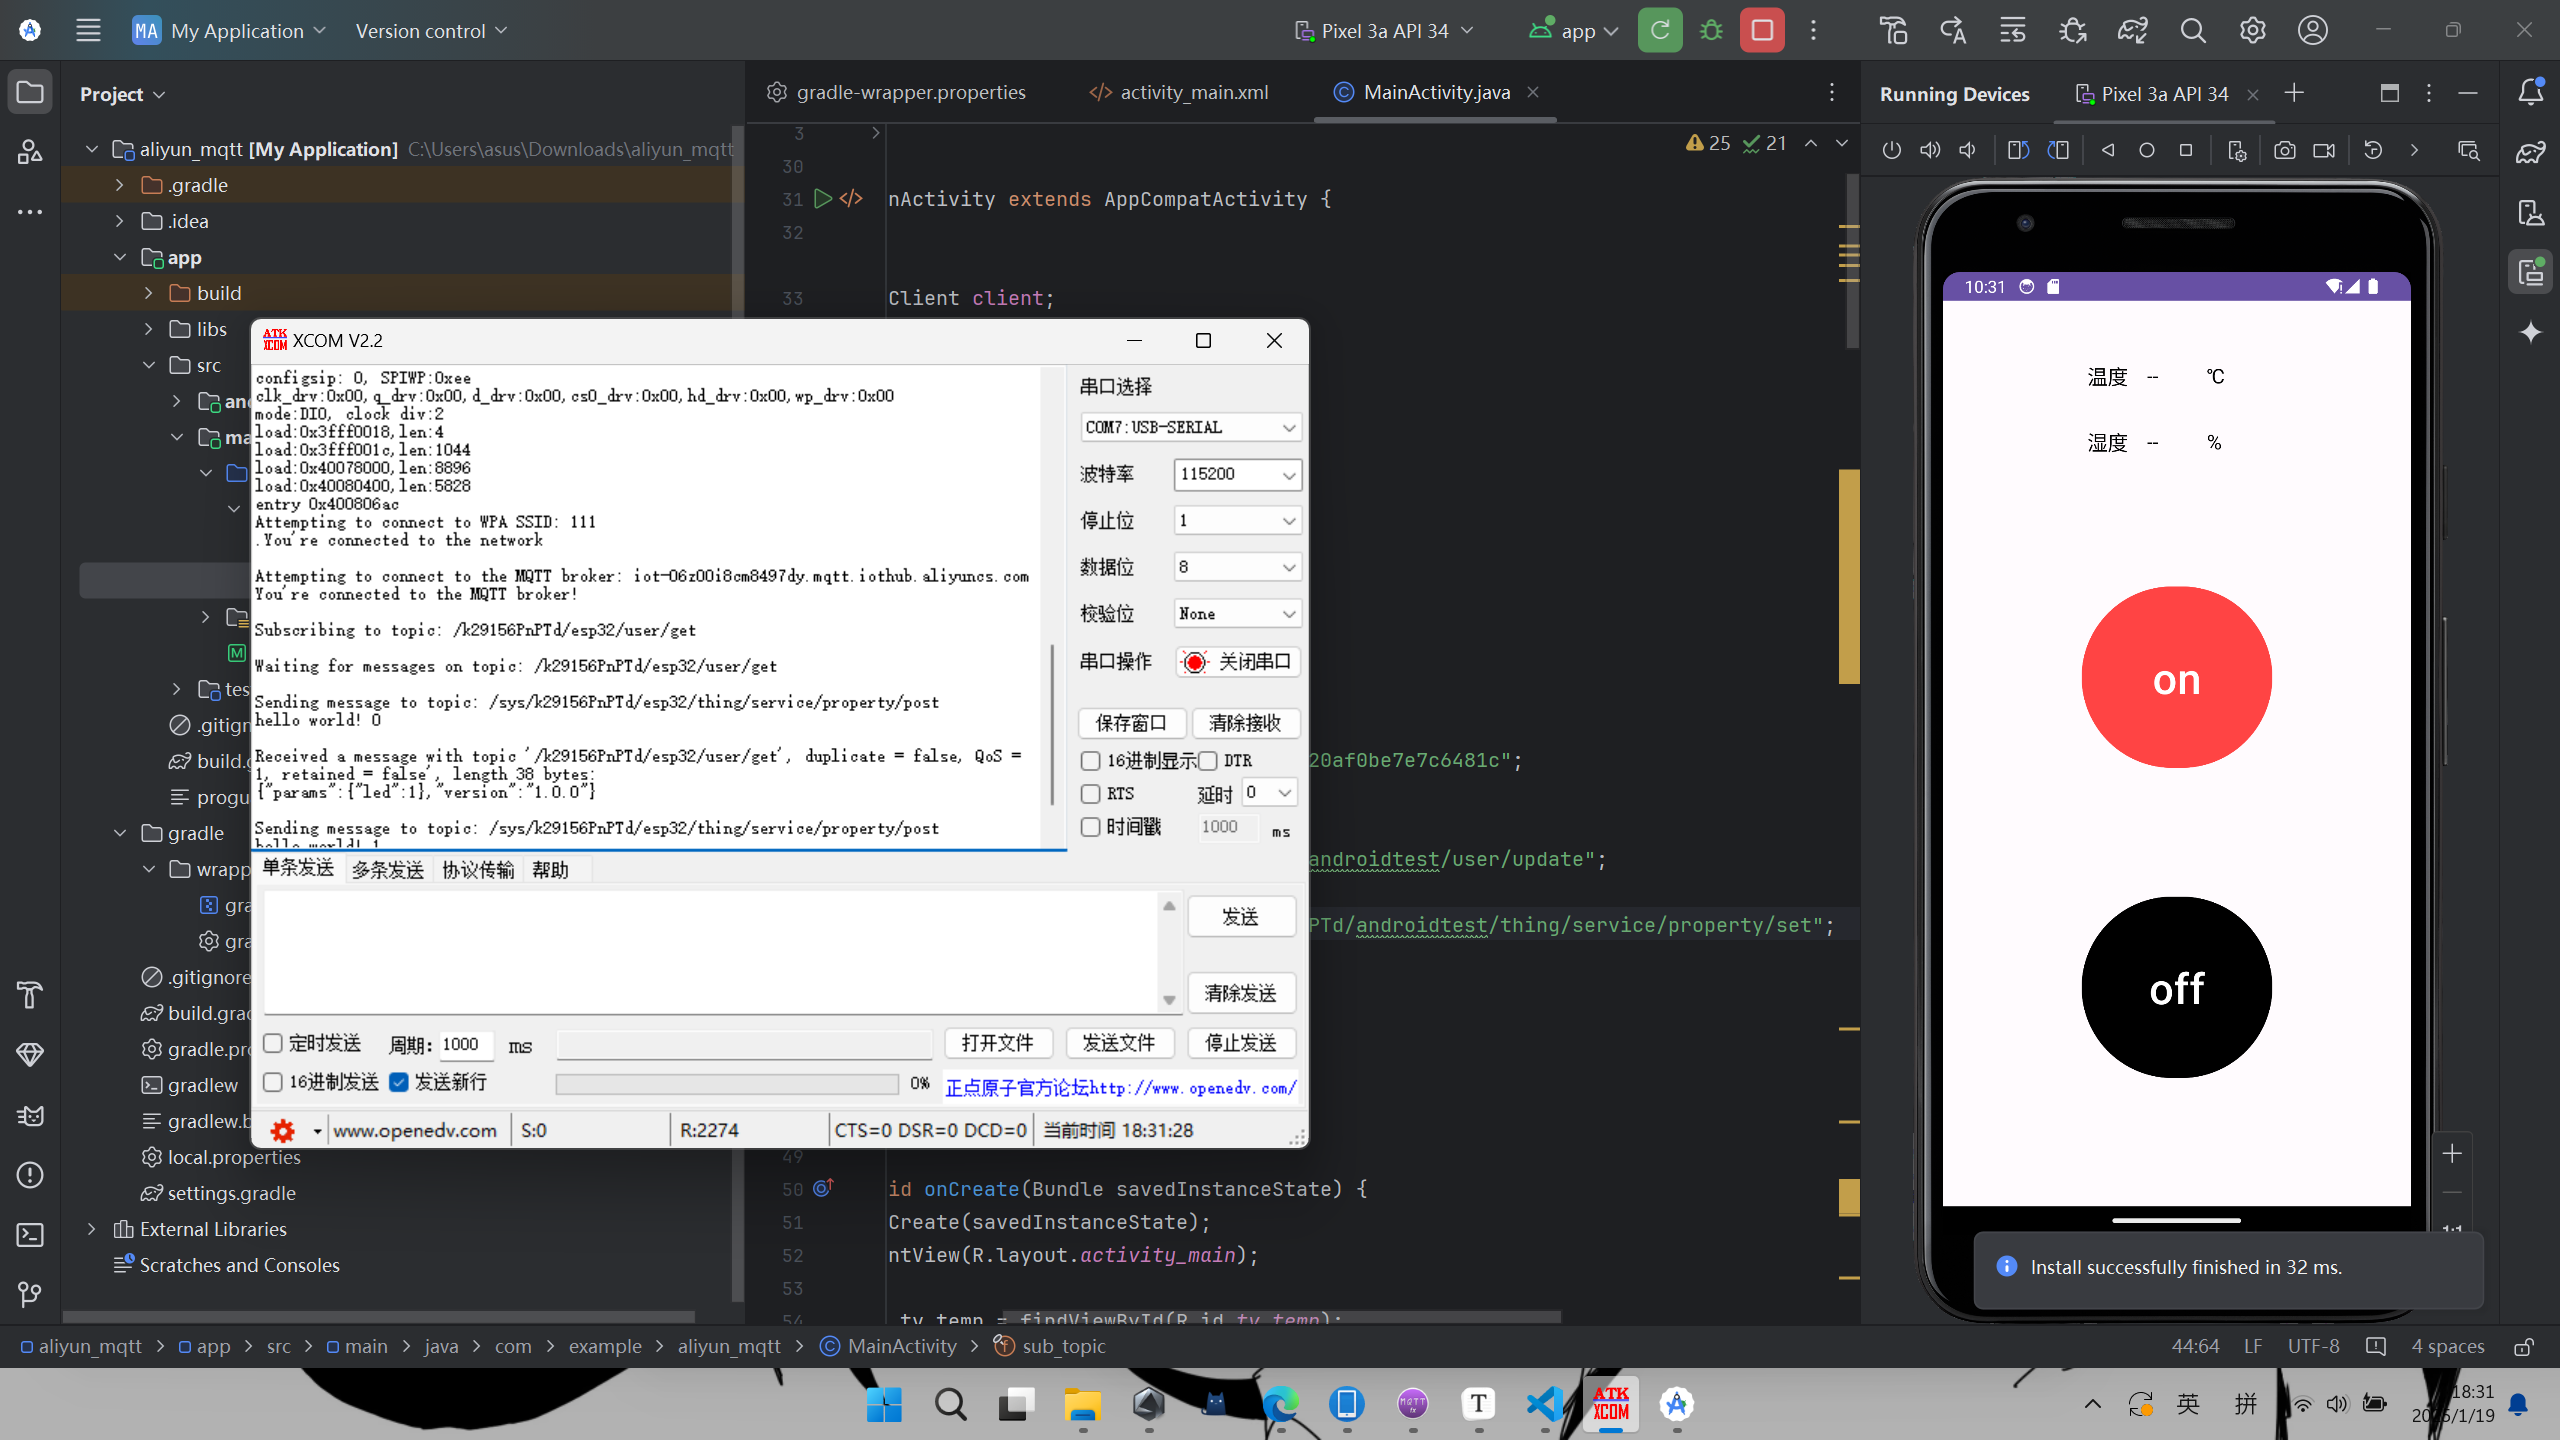 MA My Application
Version control
Pixel 3a API 34
app
Project
gradle-wrapper.properties
activity_main.xml
MainActivity.java
Running Devices
Pixel 3a API 34
aliyun_mqtt [My Application] C:\Users\asus\Downloads\aliyun_mqtt
.gradle
.idea
app
build
libs
src
tes
.gitign
build.g
progu
gradle
wrapp
gra
gra
.gitignore
build.grad
gradle.pro
gradlew
gradlew.b
local.properties
settings.gradle
External Libraries
Scratches and Consoles
3
30
31 nActivity extends AppCompatActivity {
32
33 Client client;
25 21
20af0be7e7c6481c";
androidtest/user/update";
PTd/androidtest/thing/service/property/set";
49
50 id onCreate(Bundle savedInstanceState) {
51 Create(savedInstanceState);
52 ntView(R.layout.activity_main);
53
54 tv_temp = findViewById(R.id.tv_temp);
ATK XCOM XCOM V2.2
configsip: 0, SPIWP:0xee
clk_drv:0x00,q_drv:0x00,d_drv:0x00,cs0_drv:0x00,hd_drv:0x00,wp_drv:0x00
mode:DIO, clock div:2
load:0x3fff0018,len:4
load:0x3fff001c,len:1044
load:0x40078000,len:8896
load:0x40080400,len:5828
entry 0x400806ac
Attempting to connect to WPA SSID: 111
.You're connected to the network
Attempting to connect to the MQTT broker: iot-06z00i8cm8497dy.mqtt.iothub.aliyuncs.com
You're connected to the MQTT broker!
Subscribing to topic: /k29156PnPTd/esp32/user/get
Waiting for messages on topic: /k29156PnPTd/esp32/user/get
Sending message to topic: /sys/k29156PnPTd/esp32/thing/service/property/post
hello world! 0
Received a message with topic '/k29156PnPTd/esp32/user/get', duplicate = false, QoS =
1, retained = false', length 38 bytes:
{"params":{"led":1},"version":"1.0.0"}
Sending message to topic: /sys/k29156PnPTd/esp32/thing/service/property/post
hello world! 1
串口选择
COM7:USB-SERIAL
波特率 115200
停止位 1
数据位 8
校验位 None
串口操作 关闭串口
保存窗口 清除接收
16进制显示 DTR
RTS 延时 0
时间戳 1000 ms
单条发送 多条发送 协议传输 帮助
发送
清除发送
定时发送 周期: 1000 ms 打开文件 发送文件 停止发送
16进制发送 发送新行 0% 正点原子官方论坛http://www.openedv.com/
www.openedv.com S:0 R:2274 CTS=0 DSR=0 DCD=0 当前时间 18:31:28
10:31
温度 -- ℃
湿度 -- %
on
off
1:1
Install successfully finished in 32 ms.
aliyun_mqtt app src main java com example aliyun_mqtt MainActivity sub_topic
44:64 LF UTF-8 4 spaces
ATK XCOM
英 拼
18:31